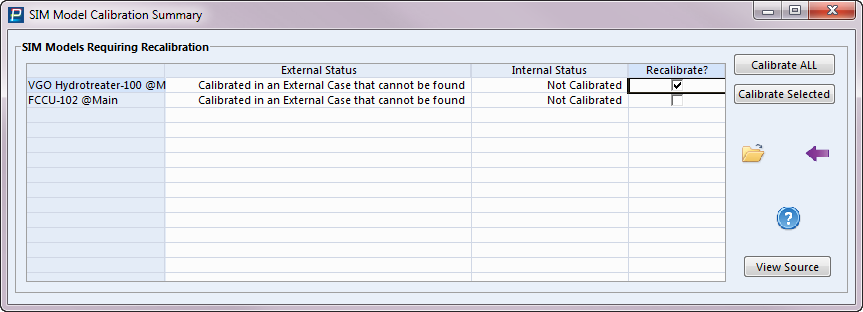 SIM Model Calibration Summary
SIM Models Requiring Recalibration
External Status Internal Status Recalibrate?
VGO Hydrotreater-100 @M Calibrated in an External Case that cannot be found Not Calibrated
FCCU-102 @Main Calibrated in an External Case that cannot be found Not Calibrated
Calibrate ALL
Calibrate Selected
?
View Source